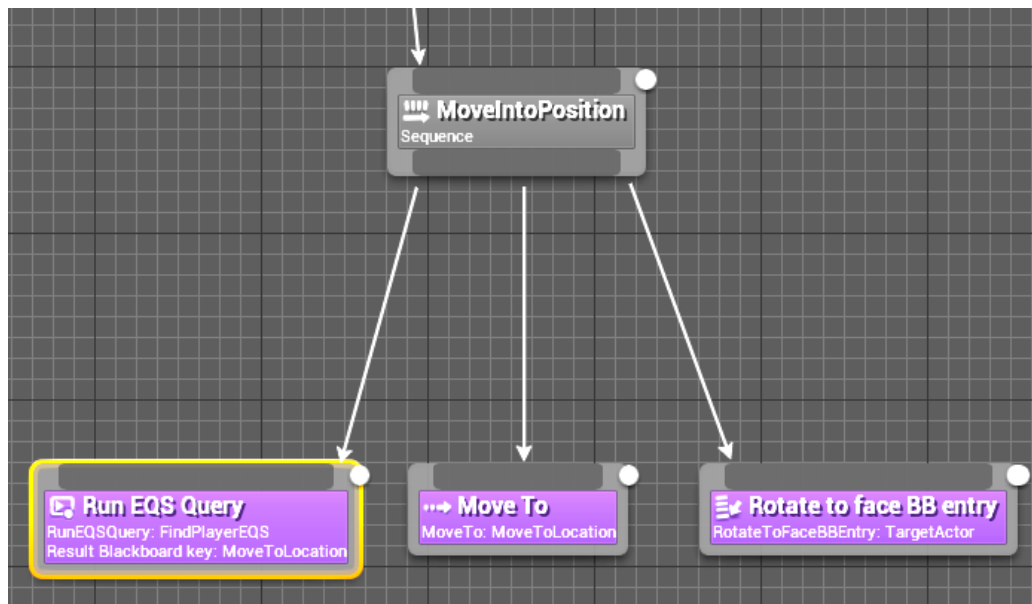 MoveIntoPosition
Sequence
Run EQS Query
RunEQSQuery: FindPlayerEQS
Result Blackboard key: MoveToLocation
Move To
MoveTo: MoveToLocation
Rotate to face BB entry
RotateToFaceBBEntry: TargetActor